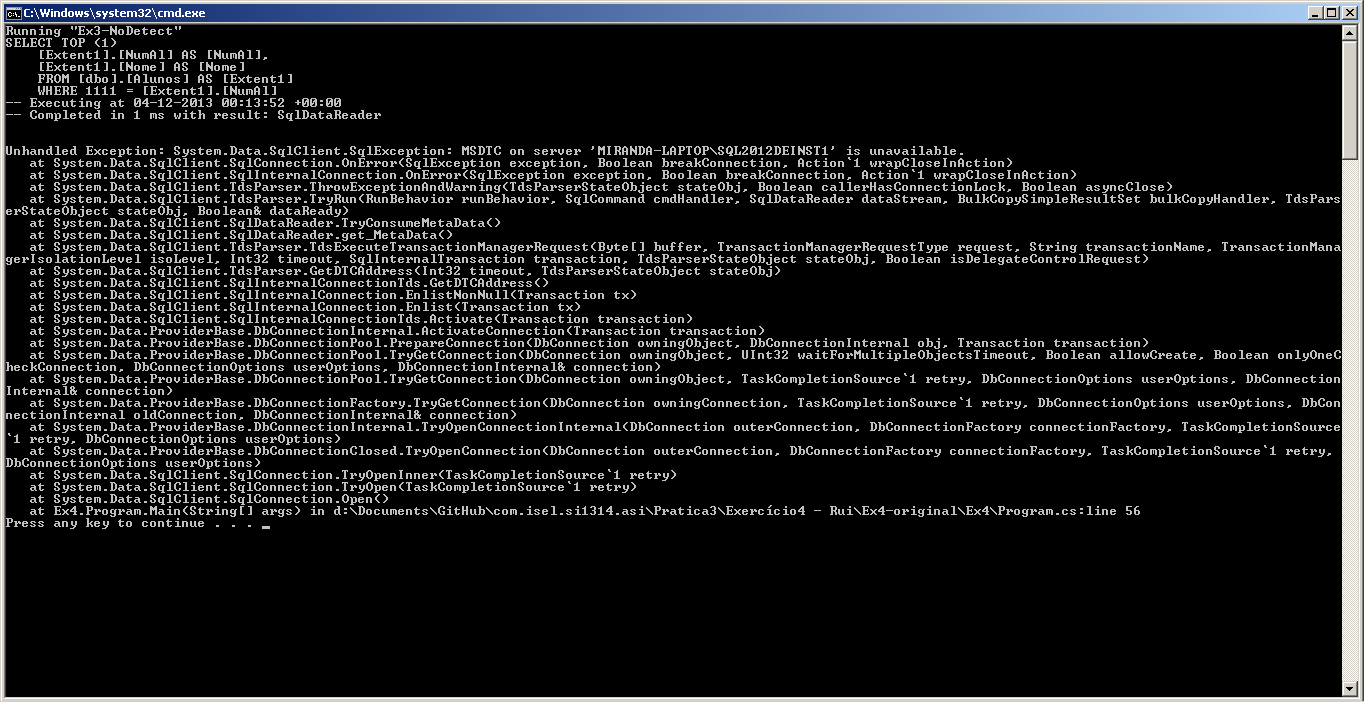 C:\Windows\system32\cmd.exe
Running "Ex3-NoDetect"
SELECT TOP (1)
    [Extent1].[NumAl] AS [NumAl],
    [Extent1].[Nome] AS [Nome]
    FROM [dbo].[Alunos] AS [Extent1]
    WHERE 1111 = [Extent1].[NumAl]
-- Executing at 04-12-2013 00:13:52 +00:00
-- Completed in 1 ms with result: SqlDataReader
Unhandled Exception: System.Data.SqlClient.SqlException: MSDTC on server 'MIRANDA-LAPTOP\SQL2012DEINST1' is unavailable.
   at System.Data.SqlClient.SqlConnection.OnError(SqlException exception, Boolean breakConnection, Action`1 wrapCloseInAction)
   at System.Data.SqlClient.SqlInternalConnection.OnError(SqlException exception, Boolean breakConnection, Action`1 wrapCloseInAction)
   at System.Data.SqlClient.TdsParser.ThrowExceptionAndWarning(TdsParserStateObject stateObj, Boolean callerHasConnectionLock, Boolean asyncClose)
   at System.Data.SqlClient.TdsParser.TryRun(RunBehavior runBehavior, SqlCommand cmdHandler, SqlDataReader dataStream, BulkCopySimpleResultSet bulkCopyHandler, TdsPars
erStateObject stateObj, Boolean& dataReady)
   at System.Data.SqlClient.SqlDataReader.TryConsumeMetaData()
   at System.Data.SqlClient.SqlDataReader.get_MetaData()
   at System.Data.SqlClient.TdsParser.TdsExecuteTransactionManagerRequest(Byte[] buffer, TransactionManagerRequestType request, String transactionName, TransactionMana
gerIsolationLevel isoLevel, Int32 timeout, SqlInternalTransaction transaction, TdsParserStateObject stateObj, Boolean isDelegateControlRequest)
   at System.Data.SqlClient.TdsParser.GetDTCAddress(Int32 timeout, TdsParserStateObject stateObj)
   at System.Data.SqlClient.SqlInternalConnectionTds.GetDTCAddress()
   at System.Data.SqlClient.SqlInternalConnection.EnlistNonNull(Transaction tx)
   at System.Data.SqlClient.SqlInternalConnection.Enlist(Transaction tx)
   at System.Data.SqlClient.SqlInternalConnectionTds.Activate(Transaction transaction)
   at System.Data.ProviderBase.DbConnectionInternal.ActivateConnection(Transaction transaction)
   at System.Data.ProviderBase.DbConnectionPool.PrepareConnection(DbConnection owningObject, DbConnectionInternal obj, Transaction transaction)
   at System.Data.ProviderBase.DbConnectionPool.TryGetConnection(DbConnection owningObject, UInt32 waitForMultipleObjectsTimeout, Boolean allowCreate, Boolean onlyOneC
heckConnection, DbConnectionOptions userOptions, DbConnectionInternal& connection)
   at System.Data.ProviderBase.DbConnectionPool.TryGetConnection(DbConnection owningObject, TaskCompletionSource`1 retry, DbConnectionOptions userOptions, DbConnection
Internal& connection)
   at System.Data.ProviderBase.DbConnectionFactory.TryGetConnection(DbConnection owningConnection, TaskCompletionSource`1 retry, DbConnectionOptions userOptions, DbCon
nectionInternal oldConnection, DbConnectionInternal& connection)
   at System.Data.ProviderBase.DbConnectionInternal.TryOpenConnectionInternal(DbConnection outerConnection, DbConnectionFactory connectionFactory, TaskCompletionSource
`1 retry, DbConnectionOptions userOptions)
   at System.Data.ProviderBase.DbConnectionClosed.TryOpenConnection(DbConnection outerConnection, DbConnectionFactory connectionFactory, TaskCompletionSource`1 retry,
DbConnectionOptions userOptions)
   at System.Data.SqlClient.SqlConnection.TryOpenInner(TaskCompletionSource`1 retry)
   at System.Data.SqlClient.SqlConnection.TryOpen(TaskCompletionSource`1 retry)
   at System.Data.SqlClient.SqlConnection.Open()
   at Ex4.Program.Main(String[] args) in d:\Documents\GitHub\com.isel.si1314.asi\Pratica3\Exercício4 - Rui\Ex4-original\Ex4\Program.cs:line 56
Press any key to continue . . . _